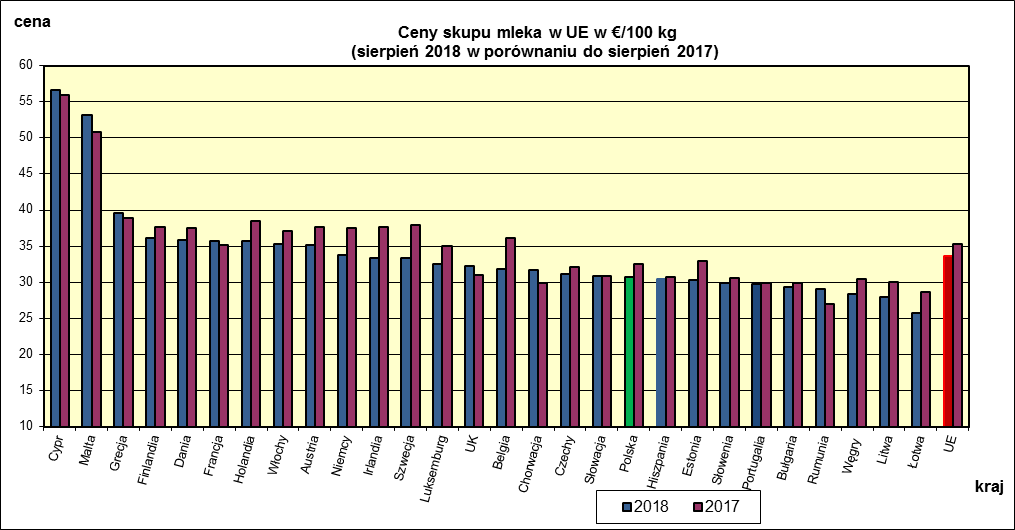 cena
Ceny skupu mleka w UE w €/100 kg
(sierpień 2018 w porównaniu do sierpień 2017)
60
55
50
45
40
35
30
25
20
15
10
Cypr
Malta
Grecja
Finlandia
Dania
Francja
Holandia
Włochy
Austria
Niemcy
Irlandia
Szwecja
Luksemburg
UK
Belgia
Chorwacja
Czechy
Słowacja
Polska
Hiszpania
Estonia
Słowenia
Portugalia
Bułgaria
Rumunia
Węgry
Litwa
Łotwa
UE
kraj
2018
2017